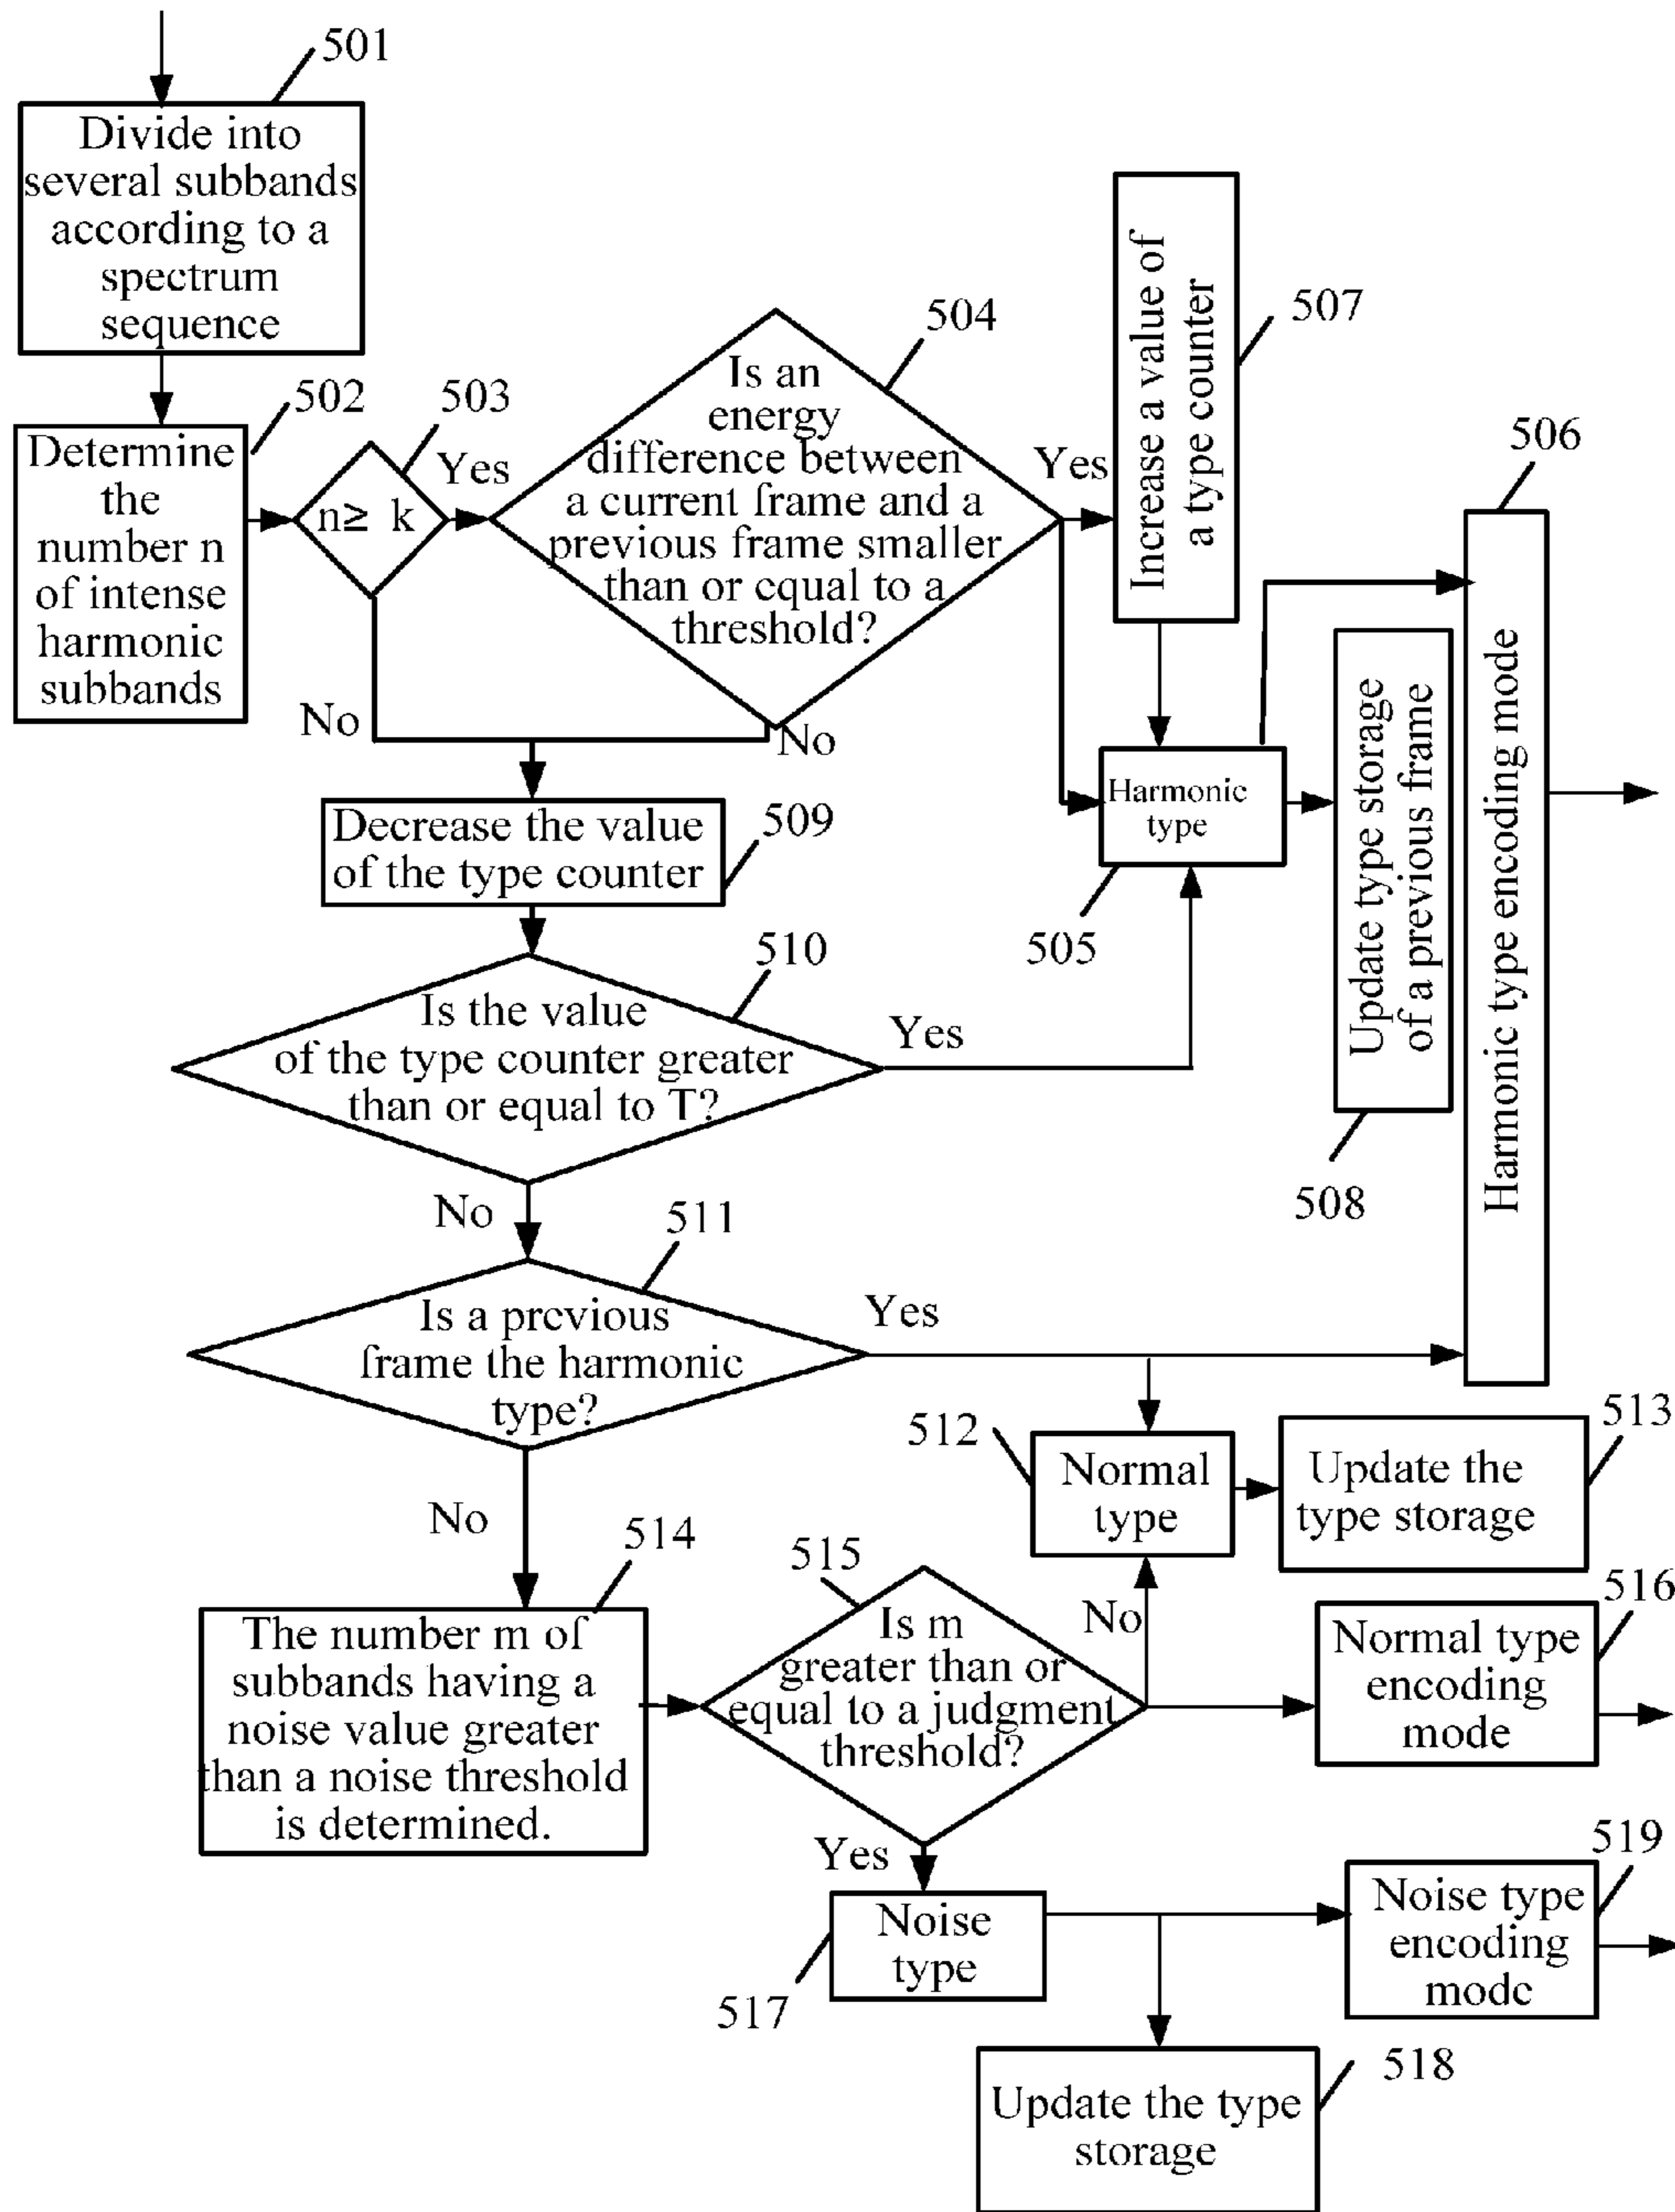 501
Divide into
several subbands
according to a
spectrum
sequence
502
Determine
the
number n
of intense
harmonic
subbands
503
n≥ k
Yes
No
504
Is an
energy
difference between
a current frame and a
previous frame smaller
than or equal to a
threshold?
Yes
No
507
Increase a value of
a type counter
506
Harmonic type encoding mode
Harmonic
type
505
Update type storage
of a previous frame
508
Decrease the value
of the type counter
509
510
Is the value
of the type counter greater
than or equal to T?
Yes
No
511
Is a previous
frame the harmonic
type?
Yes
No
512
Normal
type
513
Update the
type storage
514
The number m of
subbands having a
noise value greater
than a noise threshold
is determined.
515
Is m
greater than or
equal to a judgment
threshold?
No
Yes
516
Normal type
encoding
mode
517
Noise
type
519
Noise type
encoding
mode
518
Update the type
storage